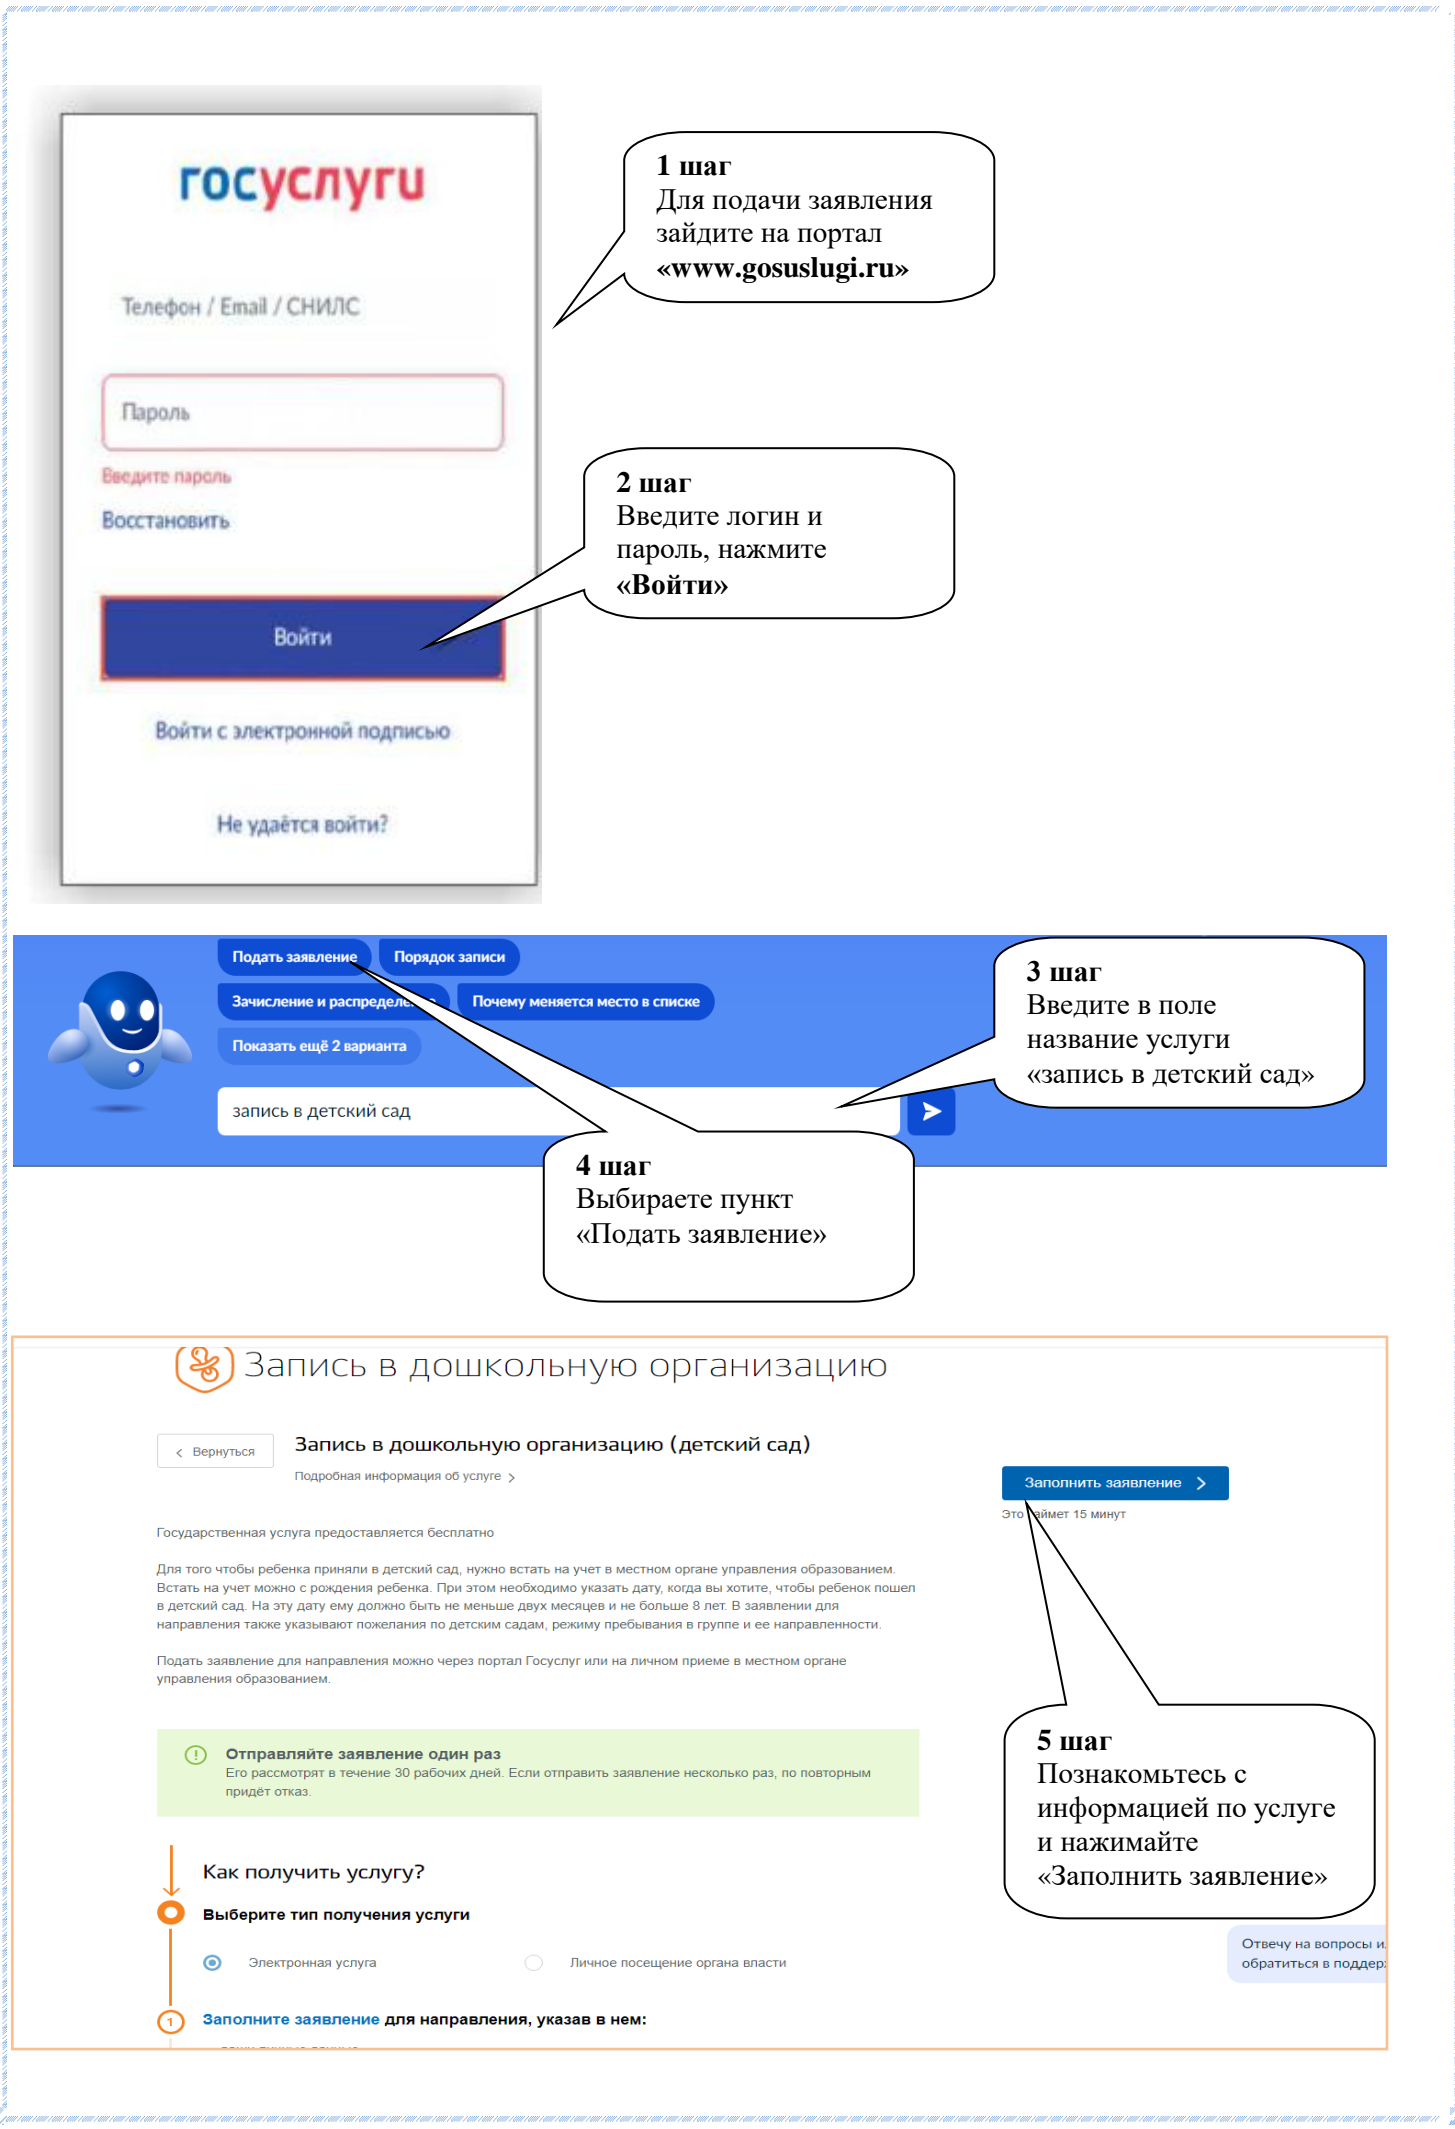 госуслуги
Телефон / Email / СНИЛС
Пароль
Введите пароль
Восстановить
Войти
Войти с электронной подписью
Не удаётся войти?
1 шаг
Для подачи заявления
зайдите на портал
«www.gosuslugi.ru»
2 шаг
Введите логин и
пароль, нажмите
«Войти»
Подать заявление
Порядок записи
Зачисление и
Почему меняется место в списке
Показать ещё 2 варианта
запись в детский сад
3 шаг
Введите в поле
название услуги
«запись в детский сад»
4 шаг
Выбираете пункт
«Подать заявление»
Запись в дошкольную организацию
Вернуться
Запись в дошкольную организацию (детский сад)
Подробная информация об услуге
Заполнить заявление
Это займет 15 минут
Государственная услуга предоставляется бесплатно
Для того чтобы ребенка приняли в детский сад, нужно встать на учет в местном органе управления образованием.
Встать на учет можно с рождения ребенка. При этом необходимо указать дату, когда вы хотите, чтобы ребенок пошел
в детский сад. На эту дату ему должно быть не меньше двух месяцев и не больше 8 лет. В заявлении для
направления также указывают пожелания по детским садам, режиму пребывания в группе и ее направленности.
Подать заявление для направления можно через портал Госуслуг или на личном приеме в местном органе
управления образованием.
Отправляйте заявление один раз
Его рассмотрят в течение 30 рабочих дней. Если отправить заявление несколько раз, по повторным
придёт отказ.
5 шаг
Познакомьтесь с
информацией по услуге
и нажимайте
«Заполнить заявление»
Как получить услугу?
Выберите тип получения услуги
Электронная услуга
Личное посещение органа власти
Отвечу на вопросы
обратиться в
1
Заполните заявление для направления, указав в нем: